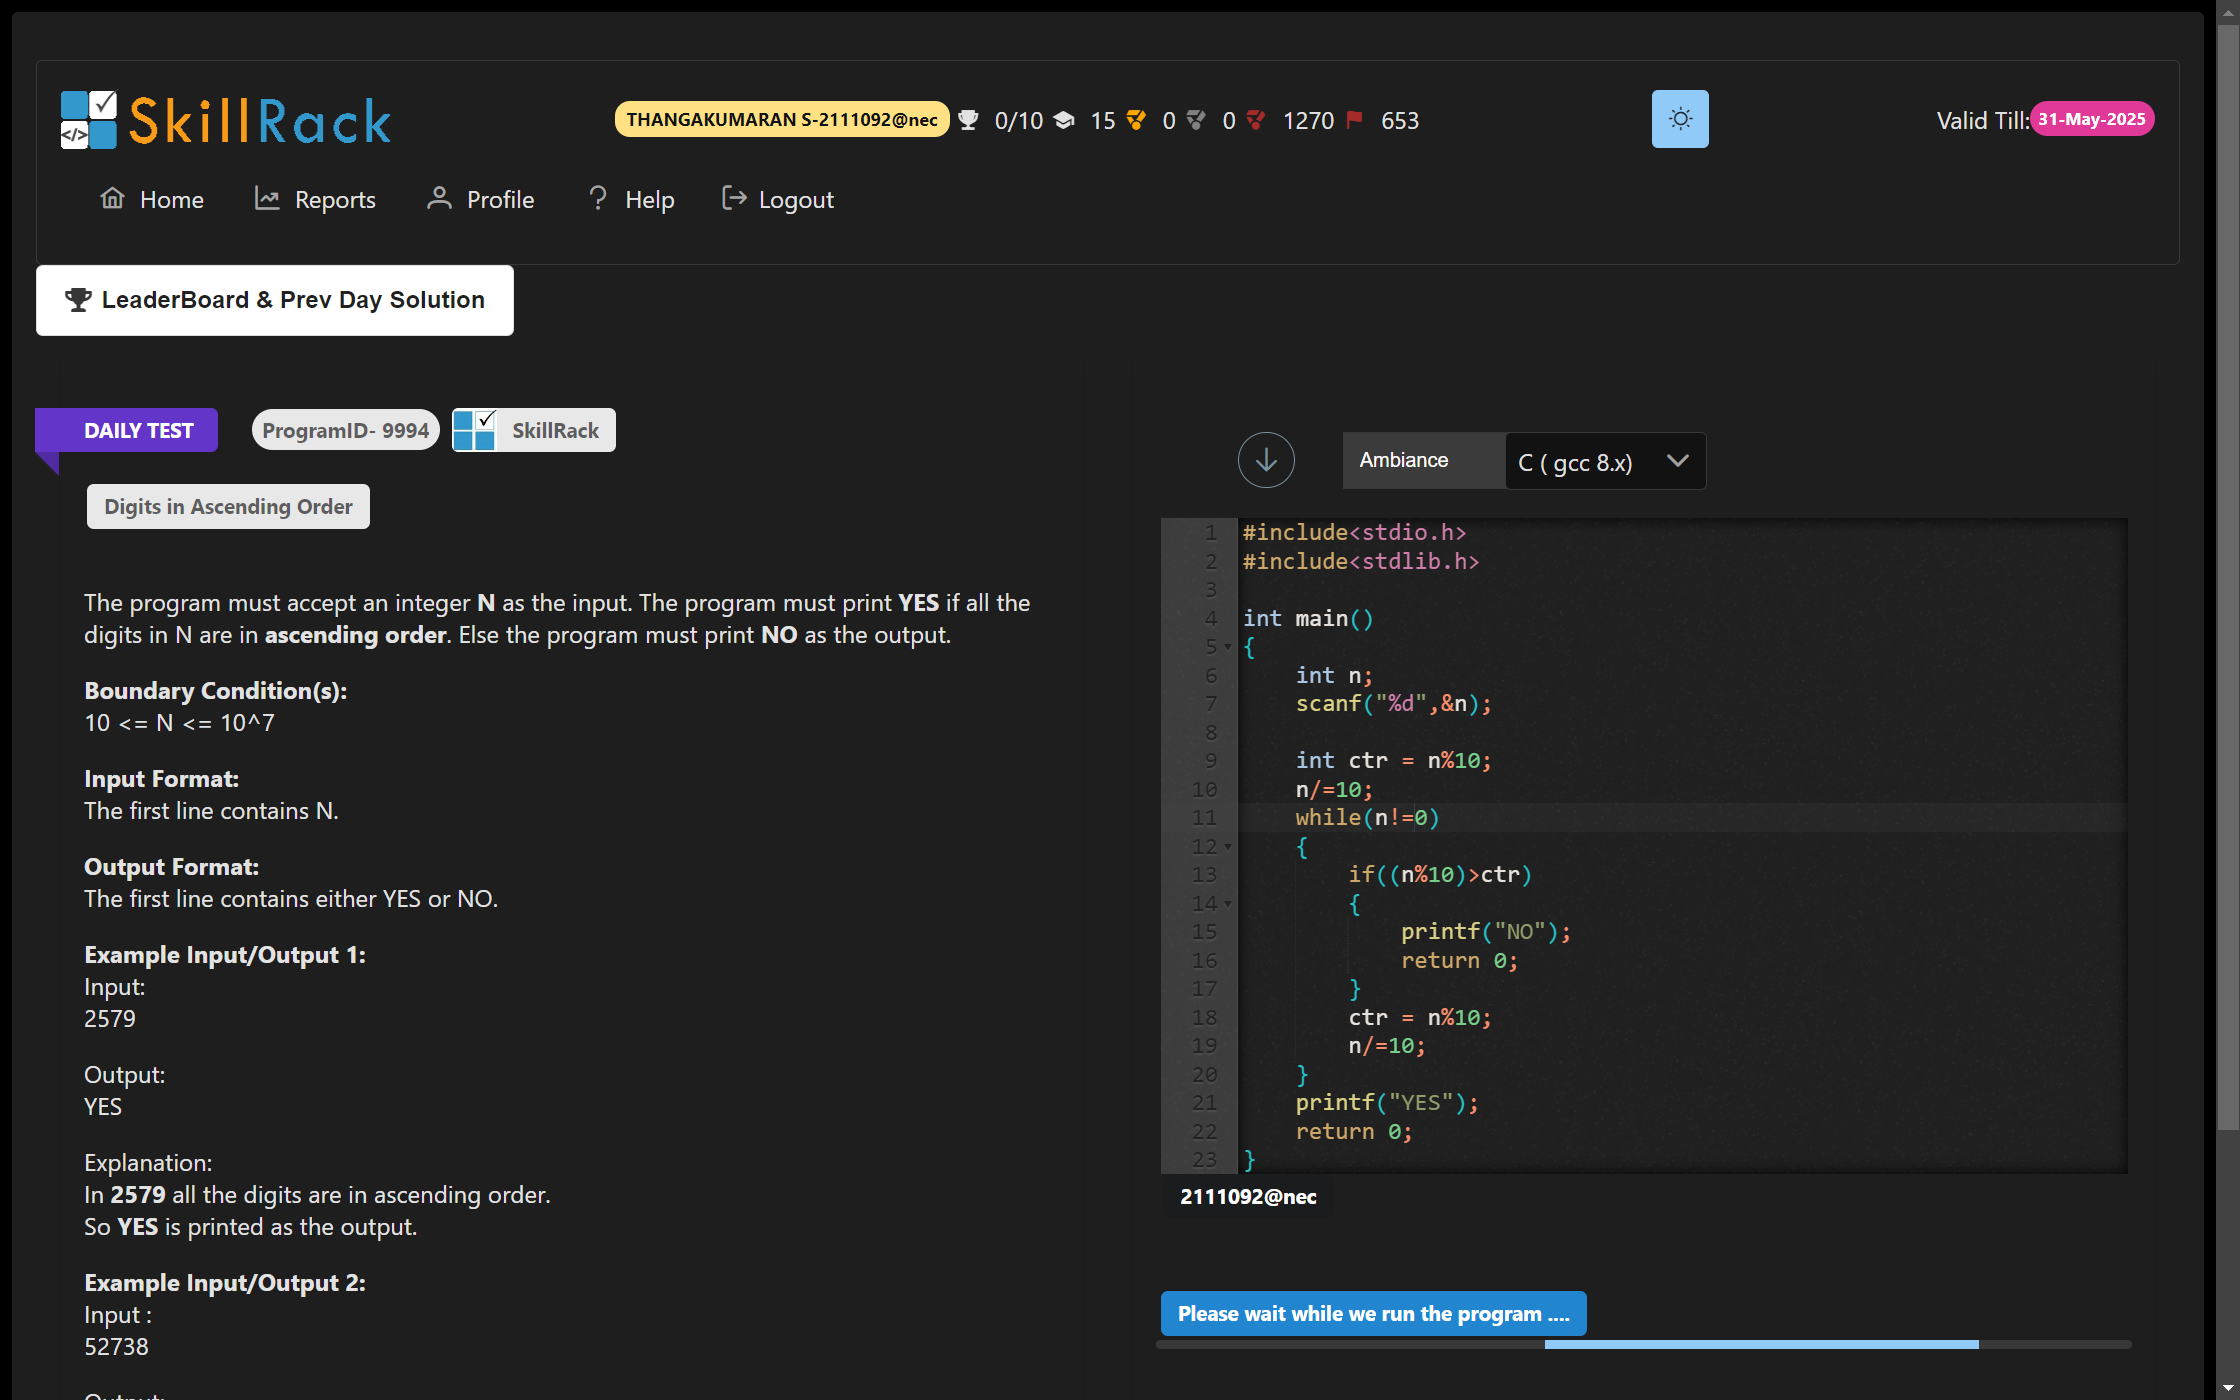 SkillRack
THANGAKUMARAN S-2111092@nec 0/10 15 0 0 1270 653
Valid Till: 31-May-2025
Home Reports Profile Help Logout
LeaderBoard & Prev Day Solution
DAILY TEST ProgramID- 9994 SkillRack
Digits in Ascending Order
The program must accept an integer N as the input. The program must print YES if all the
digits in N are in ascending order. Else the program must print NO as the output.
Boundary Condition(s):
10 <= N <= 10^7
Input Format:
The first line contains N.
Output Format:
The first line contains either YES or NO.
Example Input/Output 1:
Input:
2579
Output:
YES
Explanation:
In 2579 all the digits are in ascending order.
So YES is printed as the output.
Example Input/Output 2:
Input :
52738
Output:
Ambiance C ( gcc 8.x)
1 #include<stdio.h>
2 #include<stdlib.h>
3
4 int main()
5 {
6 int n;
7 scanf("%d",&n);
8
9 int ctr = n%10;
10 n/=10;
11 while(n!=0)
12 {
13 if((n%10)>ctr)
14 {
15 printf("NO");
16 return 0;
17 }
18 ctr = n%10;
19 n/=10;
20 }
21 printf("YES");
22 return 0;
23 }
2111092@nec
Please wait while we run the program ....